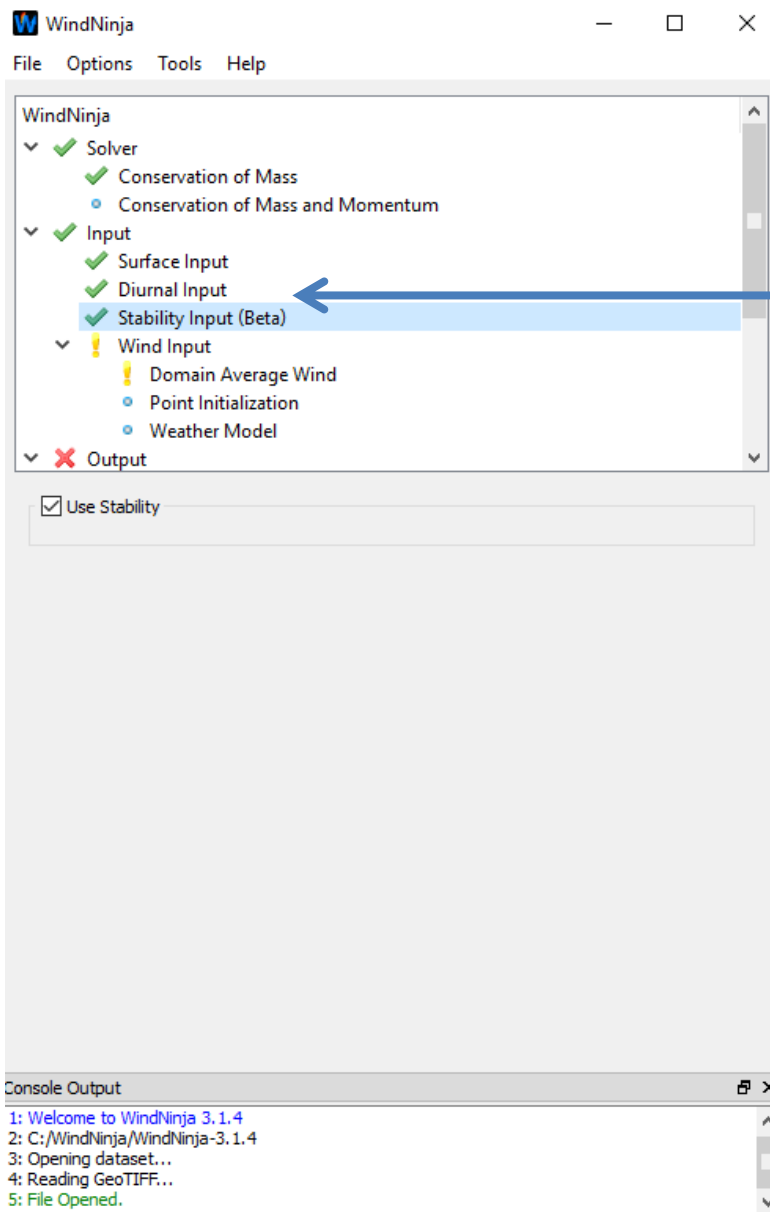 WindNinja
File Options Tools Help
WindNinja
Solver
Conservation of Mass
Conservation of Mass and Momentum
Input
Surface Input
Diurnal Input
Stability Input (Beta)
Wind Input
Domain Average Wind
Point Initialization
Weather Model
Output
Use Stability
Console Output
1: Welcome to WindNinja 3.1.4
2: C:/WindNinja/WindNinja-3.1.4
3: Opening dataset...
4: Reading GeoTIFF...
5: File Opened.